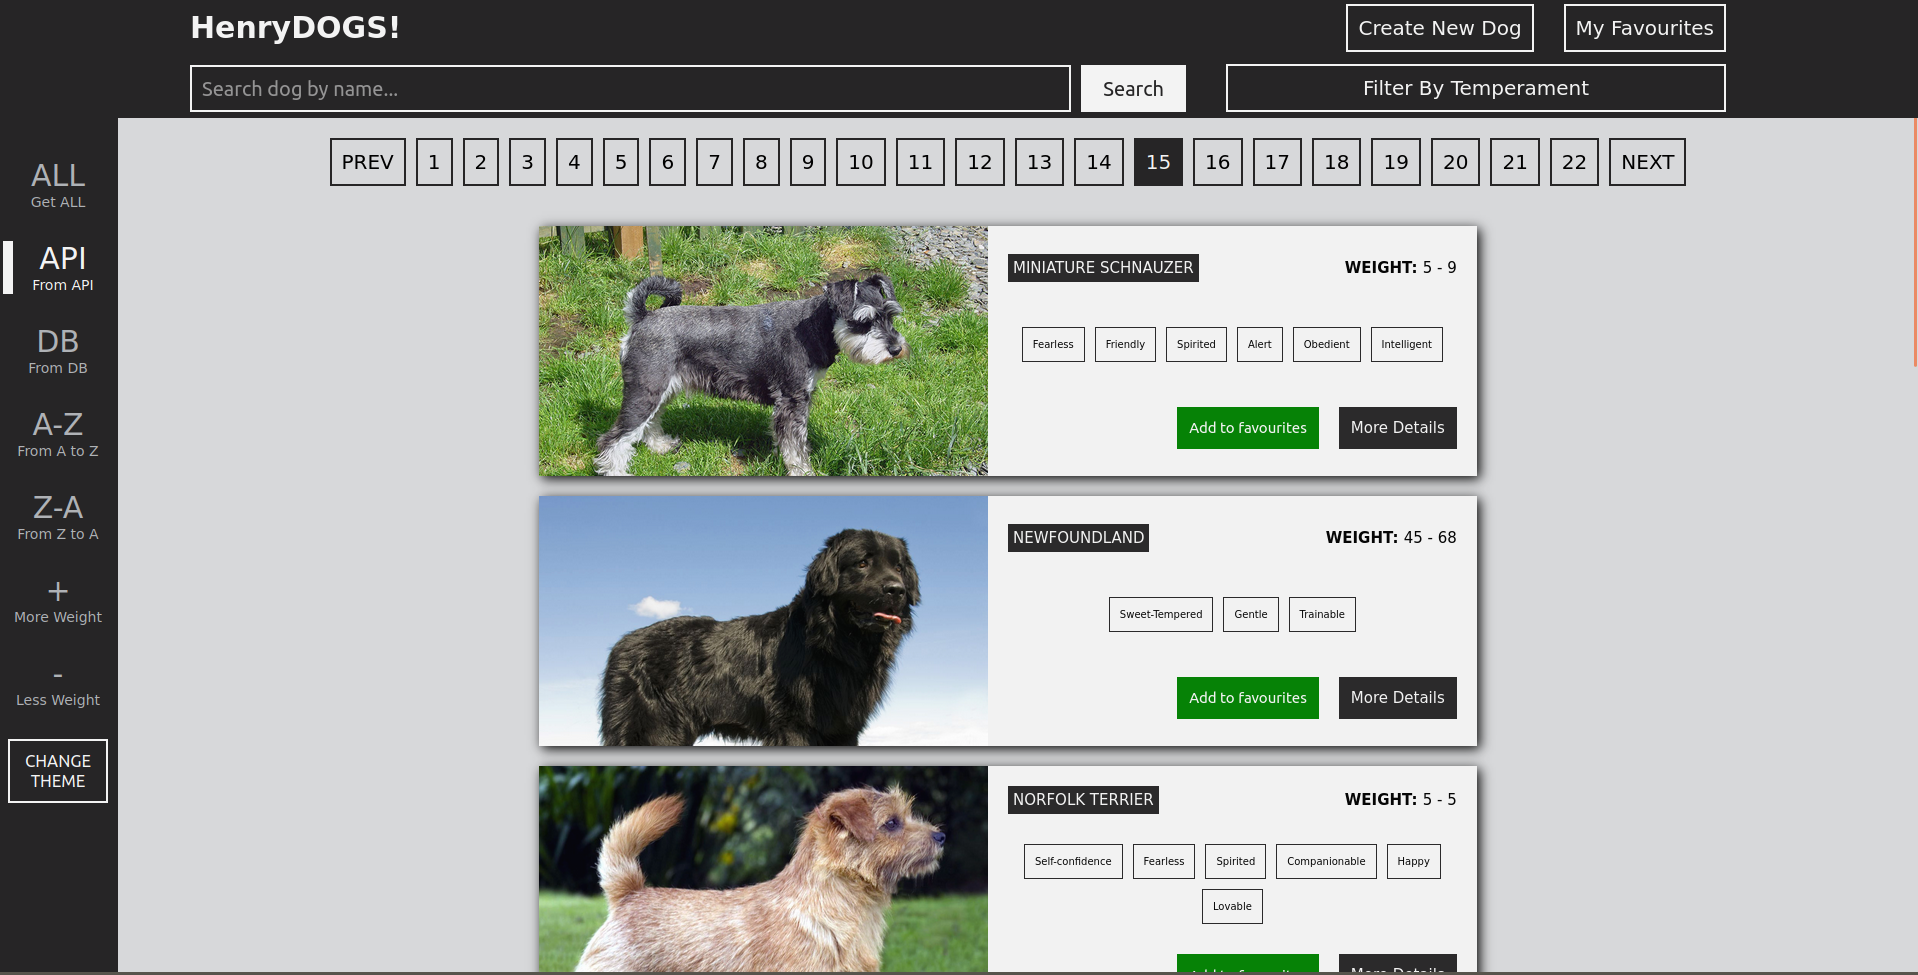 HenryDOGS!
Create New Dog
My Favourites
Search dog by name...
Search
Filter By Temperament
ALL
Get ALL
API
From API
DB
From DB
A-Z
From A to Z
Z-A
From Z to A
+
More Weight
-
Less Weight
CHANGE
THEME
PREV 1 2 3 4 5 6 7 8 9 10 11 12 13 14 15 16 17 18 19 20 21 22 NEXT
MINIATURE SCHNAUZER
WEIGHT: 5 - 9
Fearless Friendly Spirited Alert Obedient Intelligent
Add to favourites
More Details
NEWFOUNDLAND
WEIGHT: 45 - 68
Sweet-Tempered Gentle Trainable
Add to favourites
More Details
NORFOLK TERRIER
WEIGHT: 5 - 5
Self-confidence Fearless Spirited Companionable Happy
Lovable
Add to favourites
More Details